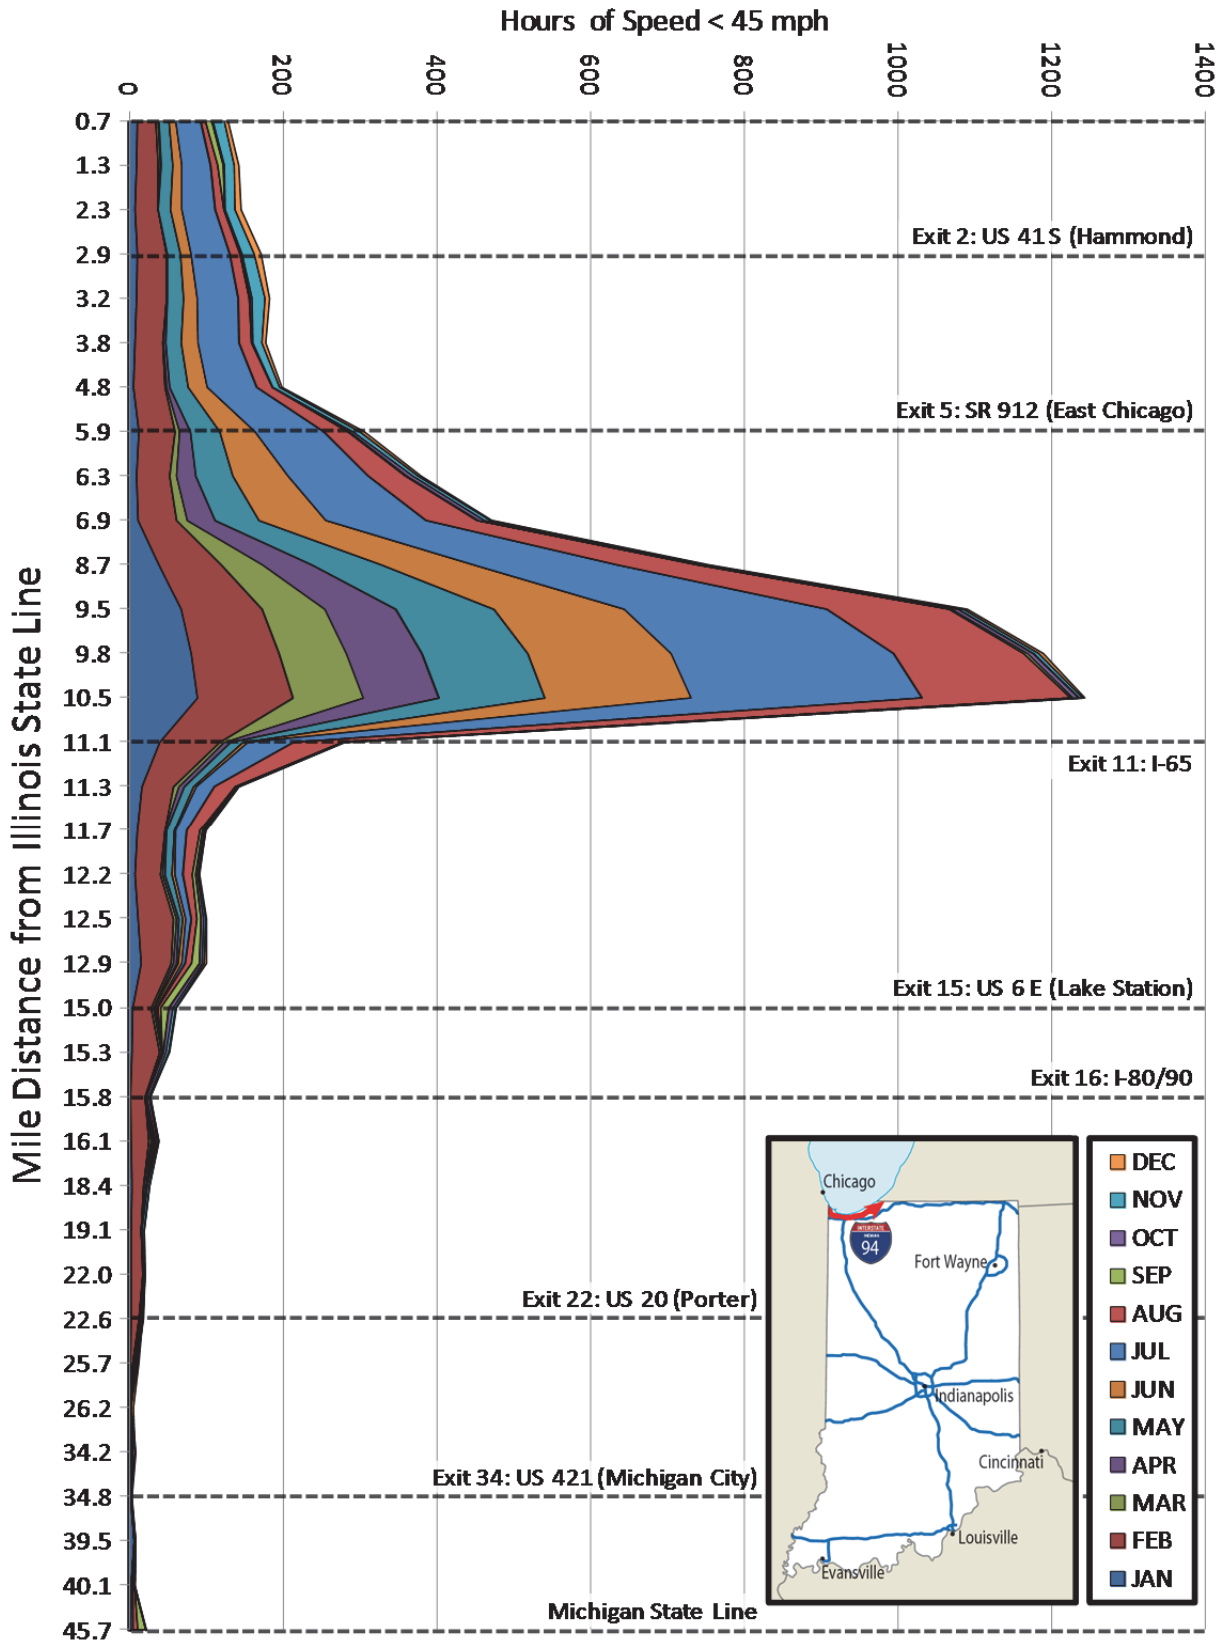 Hours of Speed < 45 mph
0
200
400
600
800
1000
1200
1400
Mile Distance from Illinois State Line
0.7
1.3
2.3
2.9
3.2
3.8
4.8
5.9
6.3
6.9
8.7
9.5
9.8
10.5
11.1
11.3
11.7
12.2
12.5
12.9
15.0
15.3
15.8
16.1
18.4
19.1
22.0
22.6
25.7
26.2
34.2
34.8
39.5
40.1
45.7
Exit 2: US 41 S (Hammond)
Exit 5: SR 912 (East Chicago)
Exit 11: I-65
Exit 15: US 6 E (Lake Station)
Exit 16: I-80/90
Exit 22: US 20 (Porter)
Exit 34: US 421 (Michigan City)
Michigan State Line
Chicago
INTERSTATE
INDIANA
94
Fort Wayne
Indianapolis
Cincinnati
Louisville
Evansville
DEC
NOV
OCT
SEP
AUG
JUL
JUN
MAY
APR
MAR
FEB
JAN